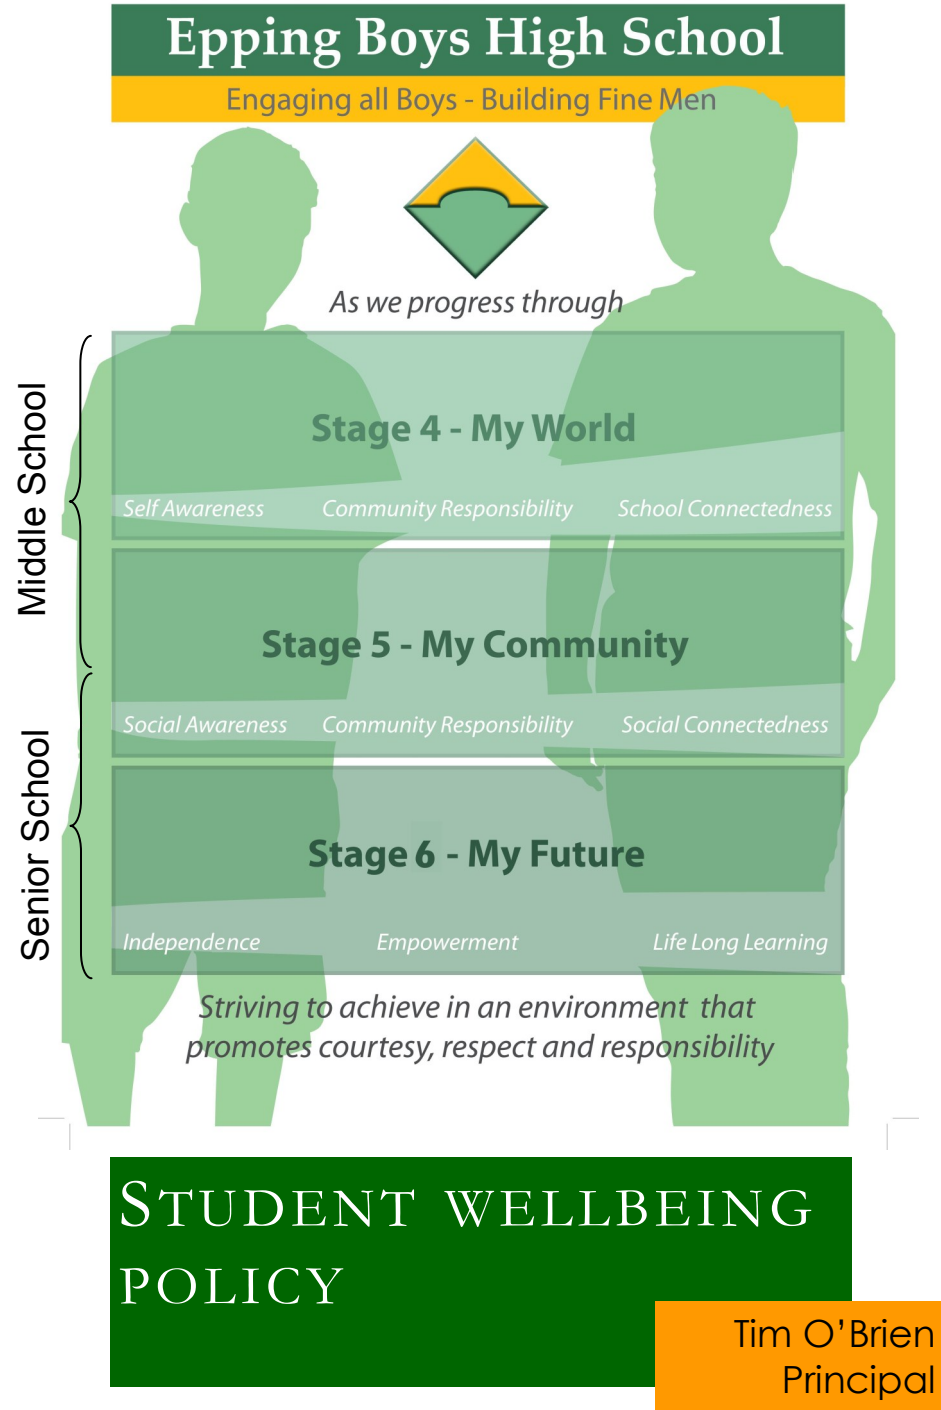 Epping Boys High School
Engaging all Boys - Building Fine Men
As we progress through
Middle School
Stage 4 - My World
Self Awareness Community Responsibility School Connectedness
Stage 5 - My Community
Social Awareness Community Responsibility Social Connectedness
Senior School
Stage 6 - My Future
Independence Empowerment Life Long Learning
Striving to achieve in an environment that
promotes courtesy, respect and responsibility
STUDENT WELLBEING
POLICY
Tim O’Brien
Principal